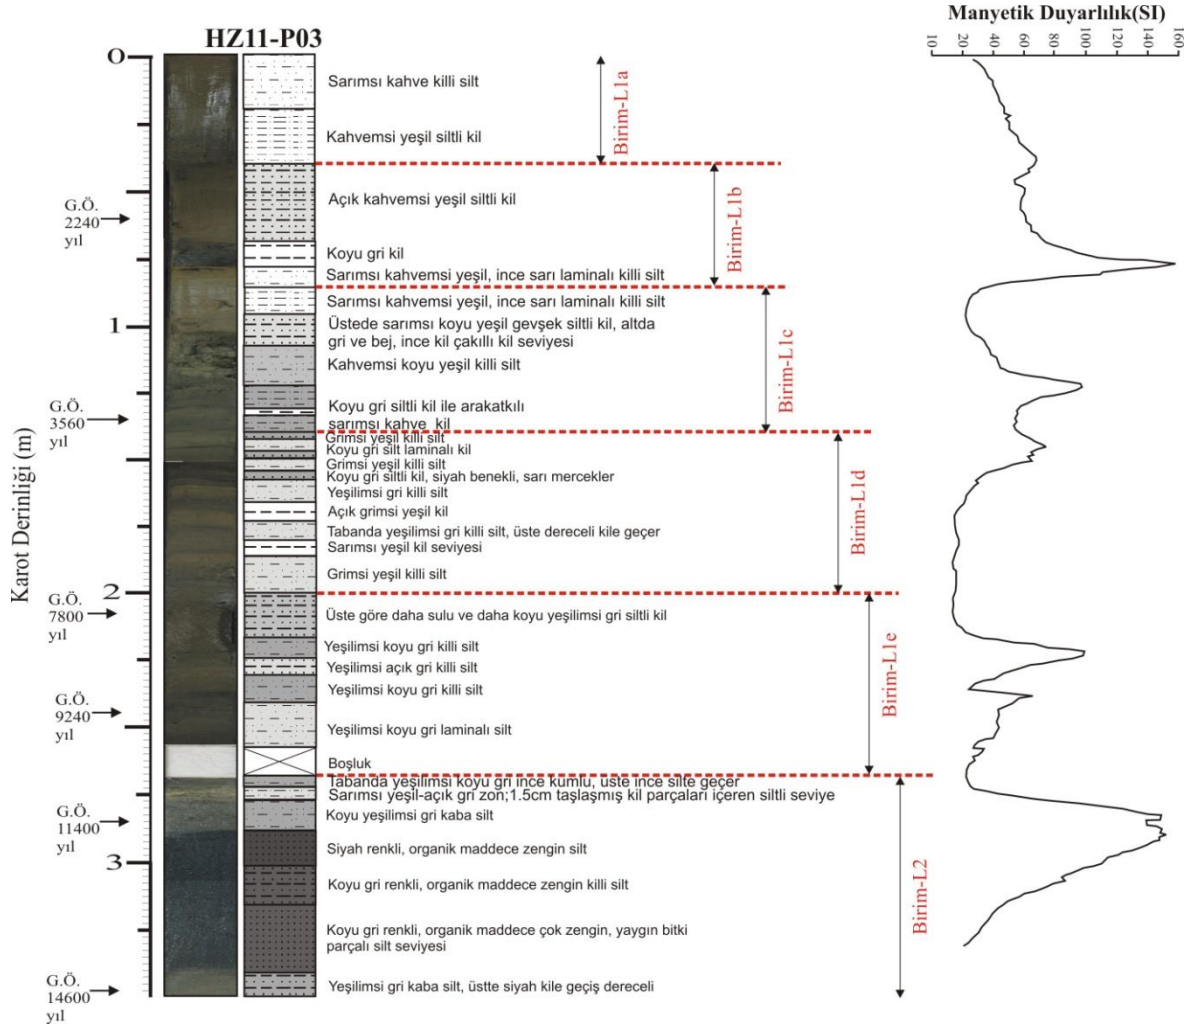 Manyetik Duyarlılık(SI)
10 20 40 60 80 100 120 140 160
HZ11-P03
Karot Derinliği (m)
0
Sarımsı kahve killi silt
Birim-L1a
Kahvemsi yeşil siltli kil
G.Ö.
2240
yıl
Açık kahvemsi yeşil siltli kil
Birim-L1b
Koyu gri kil
Sarımsı kahvemsi yeşil, ince sarı laminalı killi silt
Sarımsı kahvemsi yeşil, ince sarı laminalı killi silt
1
Üstede sarımsı koyu yeşil gevşek siltli kil, altda
gri ve bej, ince kil çakıllı kil seviyesi
Birim-L1c
Kahvemsi koyu yeşil killi silt
G.Ö.
3560
yıl
Koyu gri siltli kil ile arakatkılı
sarımsı kahve kil
Grimsi yeşil killi silt
Koyu gri silt laminalı kil
Grimsi yeşil killi silt
Koyu gri siltli kil, siyah benekli, sarı mercekler
Yeşilimsi gri killi silt
Birim-L1d
Açık grimsi yeşil kil
Tabanda yeşilimsi gri killi silt, üste dereceli kile geçer
Sarımsı yeşil kil seviyesi
Grimsi yeşil killi silt
2
G.Ö.
7800
yıl
Üste göre daha sulu ve daha koyu yeşilimsi gri siltli kil
Yeşilimsi koyu gri killi silt
Birim-L1e
Yeşilimsi açık gri killi silt
Yeşilimsi koyu gri killi silt
G.Ö.
9240
yıl
Yeşilimsi koyu gri laminalı silt
Boşluk
Tabanda yeşilimsi koyu gri ince kumlu, üste ince silte geçer
Sarımsı yeşil-açık gri zon;1.5cm taşlaşmış kil parçaları içeren siltli seviye
G.Ö.
11400
yıl
Koyu yeşilimsi gri kaba silt
Siyah renkli, organik maddece zengin silt
3
Koyu gri renkli, organik maddece zengin killi silt
Birim-L2
Koyu gri renkli, organik maddece çok zengin, yaygın bitki
parçalı silt seviyesi
G.Ö.
14600
yıl
Yeşilimsi gri kaba silt, üstte siyah kile geçiş dereceli